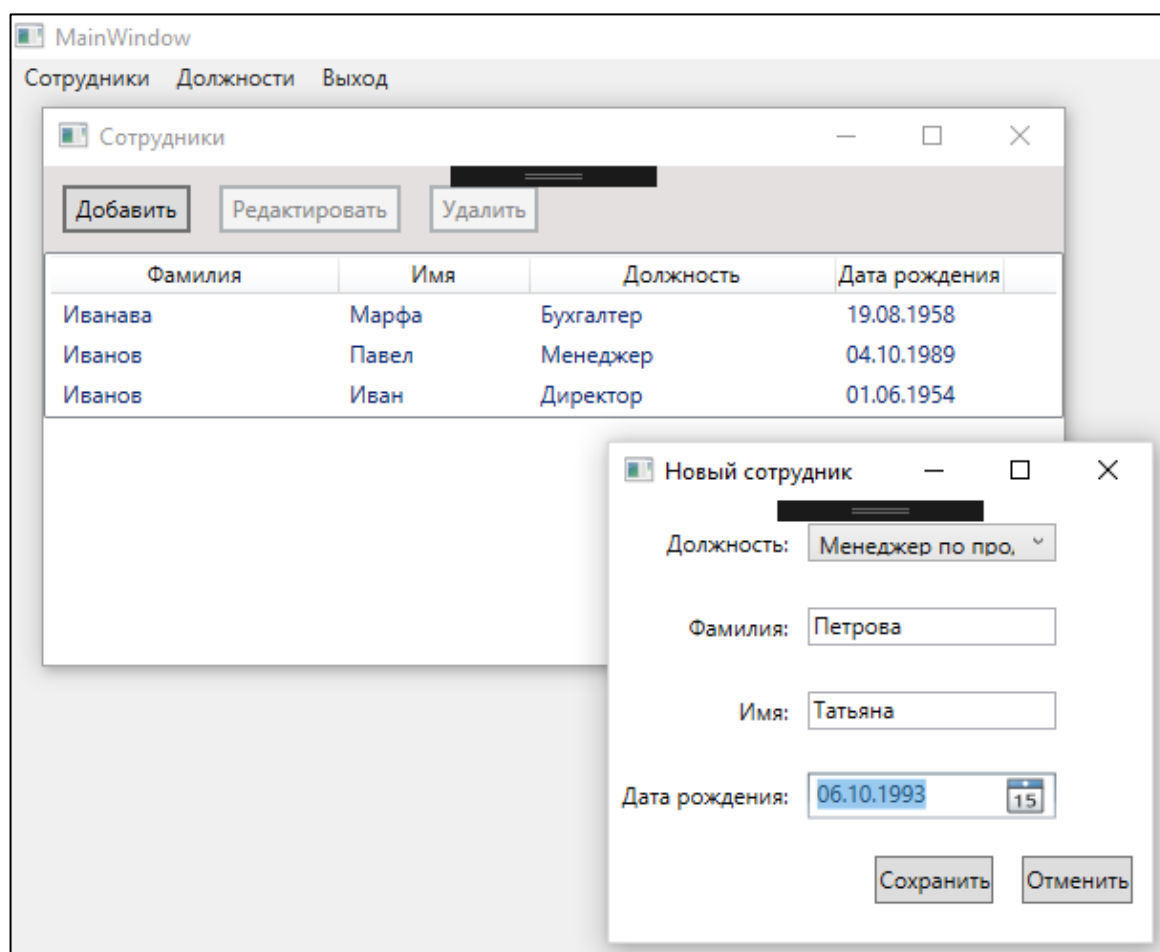 MainWindow
Сотрудники Должности Выход
Сотрудники
Добавить Редактировать Удалить
Фамилия Имя Должность Дата рождения
Иванава Марфа Бухгалтер 19.08.1958
Иванов Павел Менеджер 04.10.1989
Иванов Иван Директор 01.06.1954
Новый сотрудник
Должность: Менеджер по про,
Фамилия: Петрова
Имя: Татьяна
Дата рождения: 06.10.1993 15
Сохранить Отменить